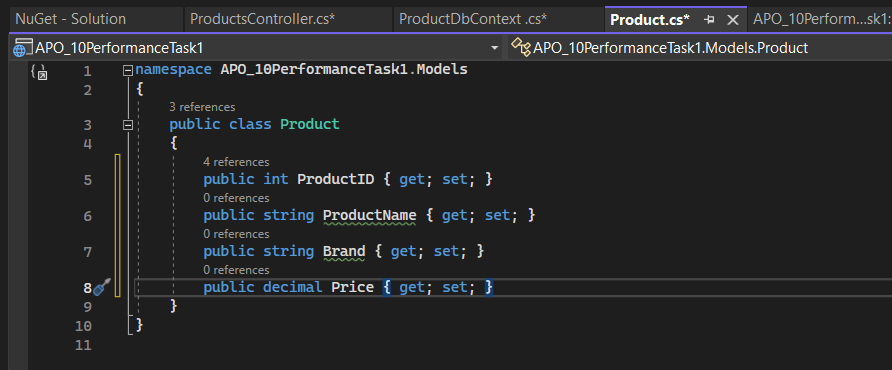 NuGet - Solution ProductsController.cs* ProductDbContext .cs* Product.cs* APO_10Perform...sk1:
APO_10PerformanceTask1 APO_10PerformanceTask1.Models.Product
1 namespace APO_10PerformanceTask1.Models
2 {
3 references
3 public class Product
4 {
4 references
5 public int ProductID { get; set; }
0 references
6 public string ProductName { get; set; }
0 references
7 public string Brand { get; set; }
0 references
8 public decimal Price { get; set; }
9 }
10 }
11